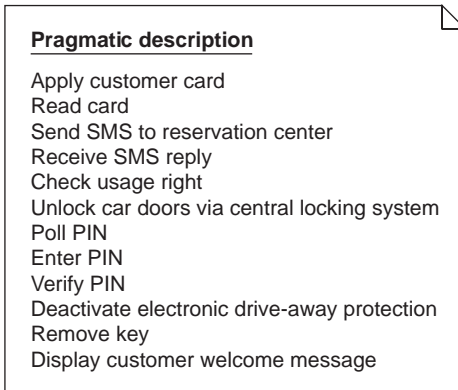 Pragmatic description
Apply customer card
Read card
Send SMS to reservation center
Receive SMS reply
Check usage right
Unlock car doors via central locking system
Poll PIN
Enter PIN
Verify PIN
Deactivate electronic drive-away protection
Remove key
Display customer welcome message